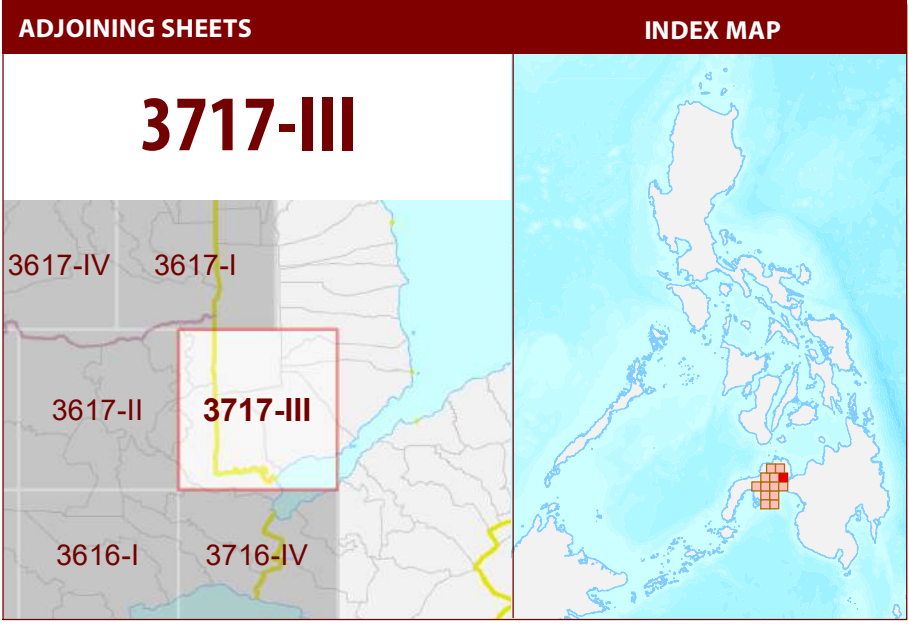 ADJOINING SHEETS
INDEX MAP
3717-III
3617-IV
3617-I
3617-II
3717-III
3616-I
3716-IV